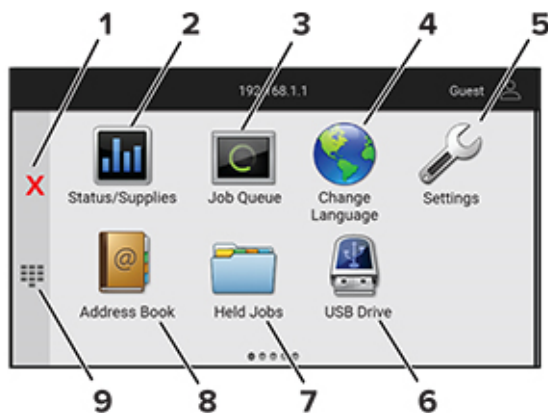 1 2 3 4 5
192.168.1.1 Guest
X
Status/Supplies Job Queue Change Language Settings
@
Address Book Held Jobs USB Drive
9 8 7 6